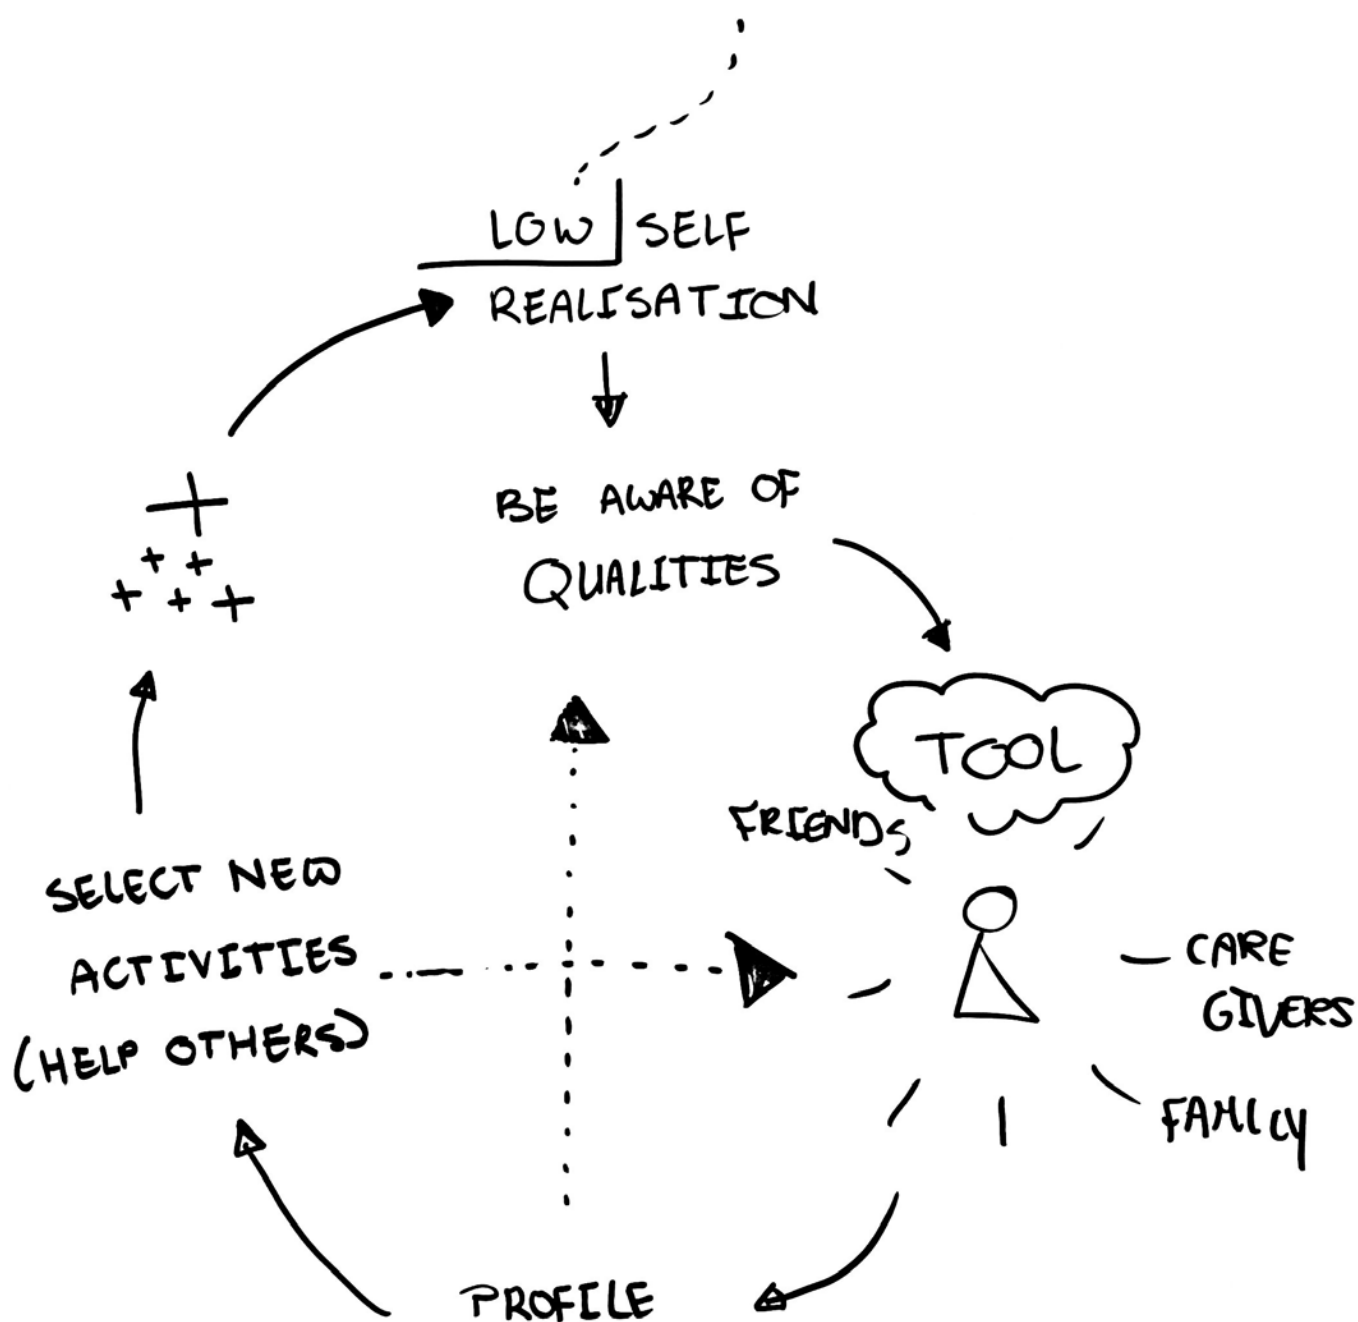 LOW SELF
REALISATION
BE AWARE OF
QUALITIES
TOOL
FRIENDS
CARE
GIVERS
FAMILY
PROFILE
SELECT NEW
ACTIVITIES
(HELP OTHERS)